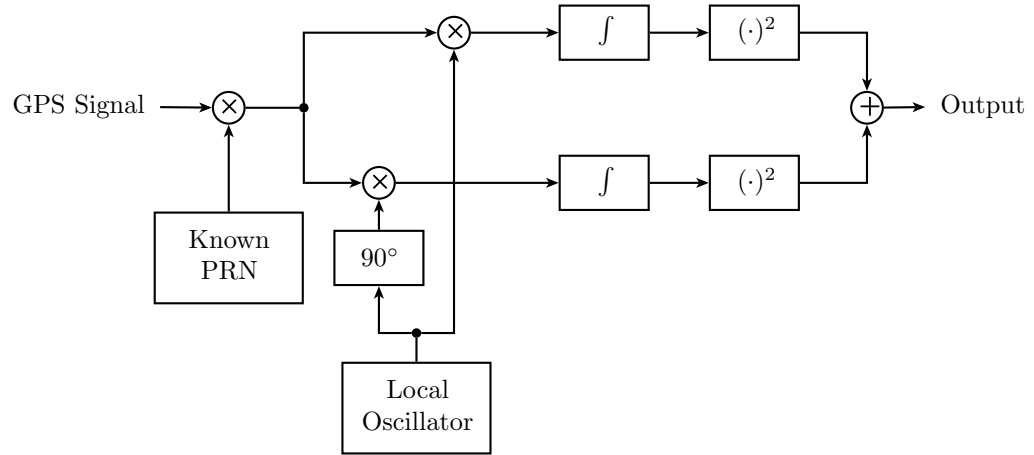 ∫
(·)²
GPS Signal
×
×
+
Output
×
∫
(·)²
Known
PRN
90°
Local
Oscillator